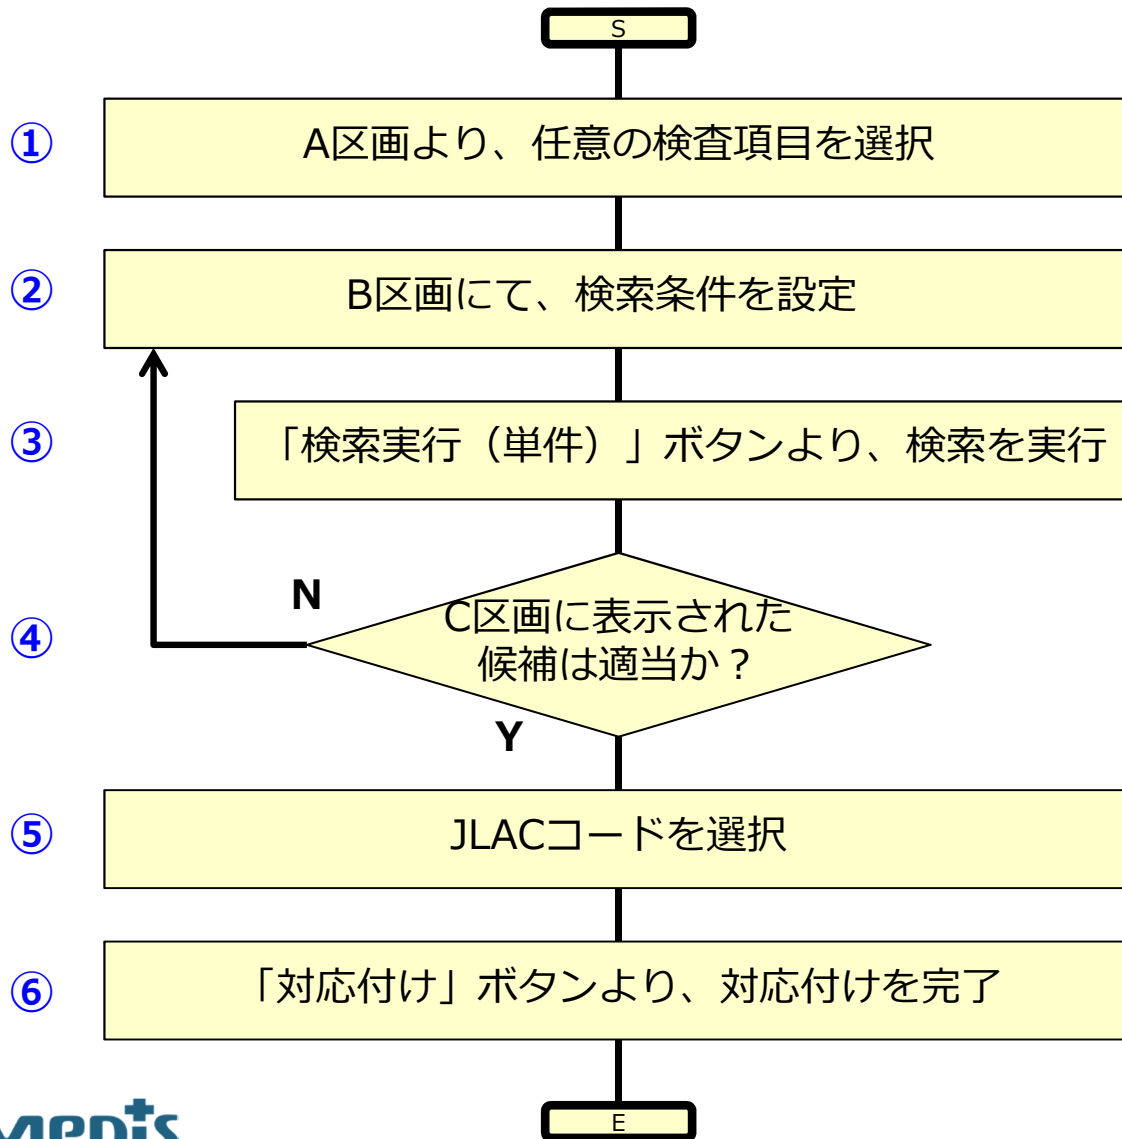 S
① A区画より、任意の検査項目を選択
② B区画にて、検索条件を設定
③ 「検索実行（単件）」ボタンより、検索を実行
N
④ C区画に表示された
候補は適当か？
Y
⑤ JLACコードを選択
⑥ 「対応付け」ボタンより、対応付けを完了
E
MEDIS